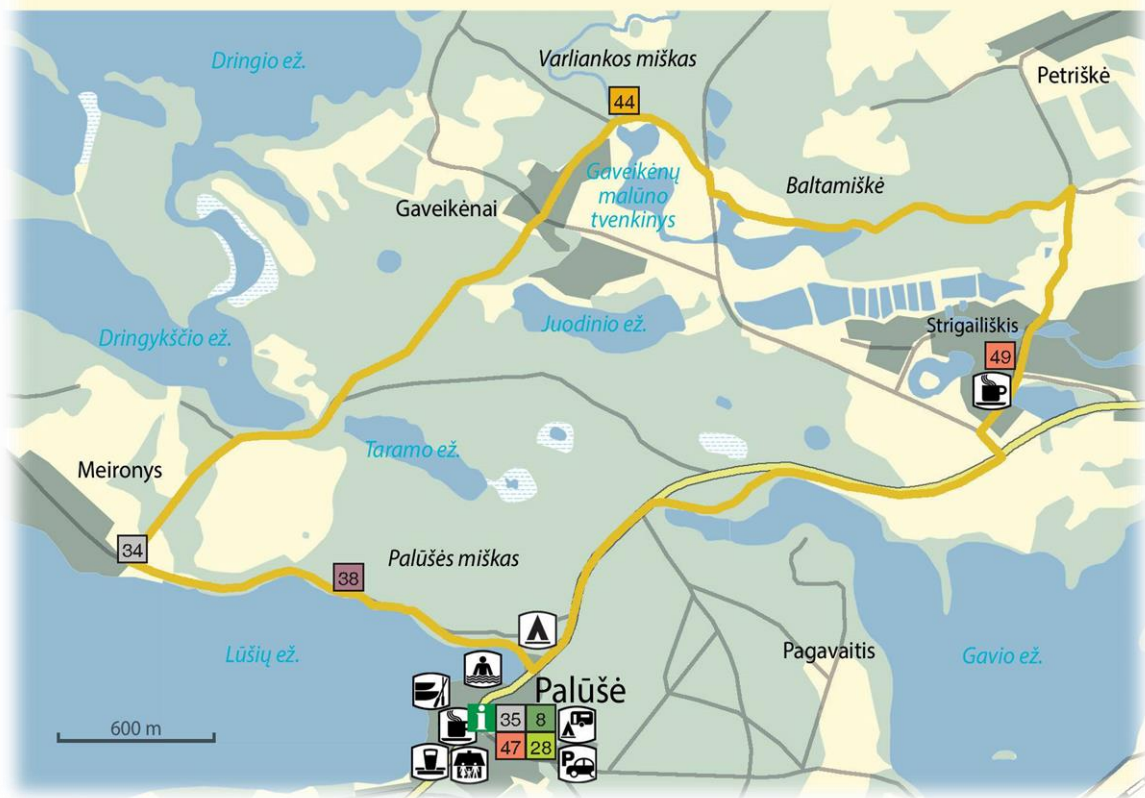 Dringio ež.
Varliankos miškas
Petriškė
44
Gaveikėnų
malūno
tvenkinys
Baltamiškė
Gaveikėnai
Dringykščio ež.
Juodinio ež.
Strigailiškis
49
Taramo ež.
Meironys
34
Palūšės miškas
38
Lūšių ež.
Pagavaitis
Gavio ež.
Palūšė
i
35
8
47
28
P
600 m